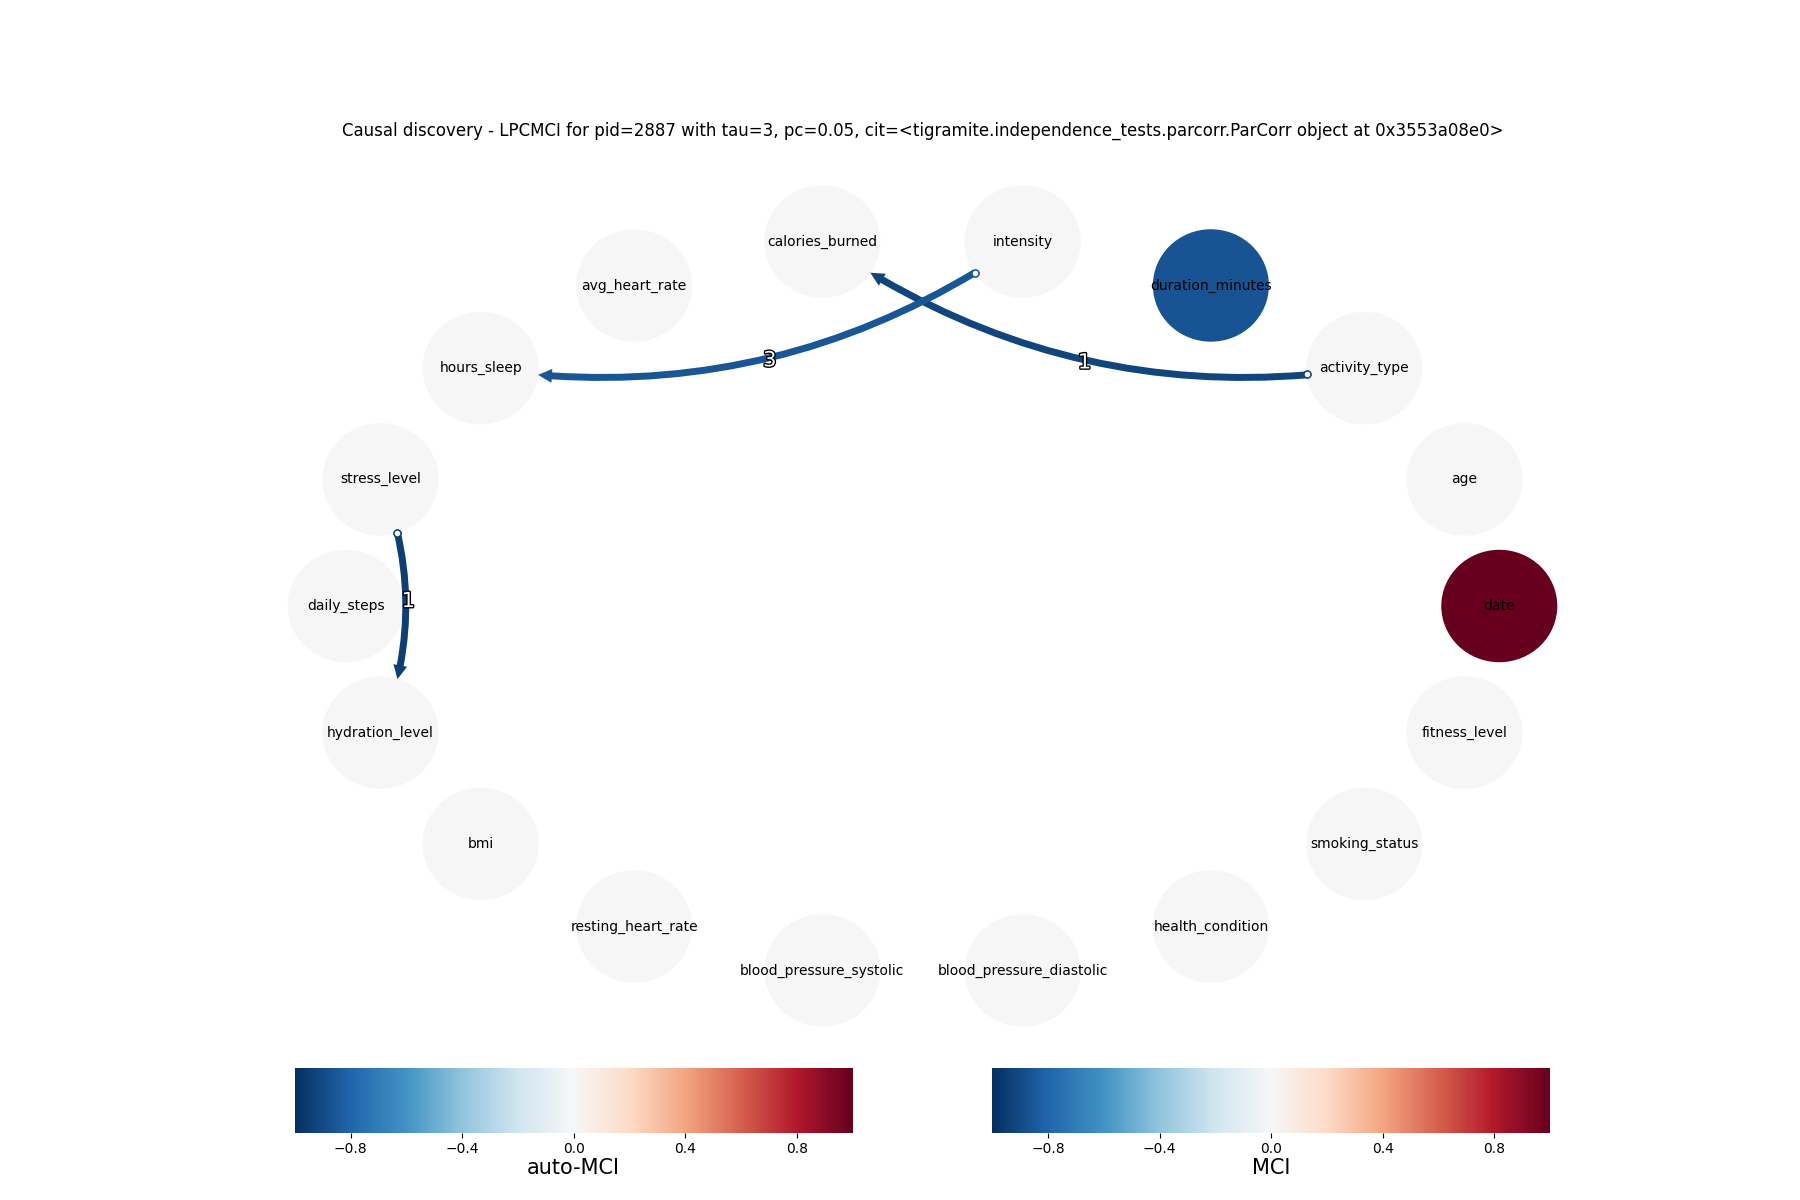 Causal discovery - LPCMCI for pid=2887 with tau=3, pc=0.05, cit=<tigramite.independence_tests.parcorr.ParCorr object at 0x3553a08e0>
calories_burned
intensity
avg_heart_rate
duration_minutes
hours_sleep
3
1
activity_type
stress_level
age
daily_steps
1
date
hydration_level
fitness_level
bmi
smoking_status
resting_heart_rate
health_condition
blood_pressure_systolic
blood_pressure_diastolic
−0.8 −0.4 0.0 0.4 0.8
auto-MCI
−0.8 −0.4 0.0 0.4 0.8
MCI